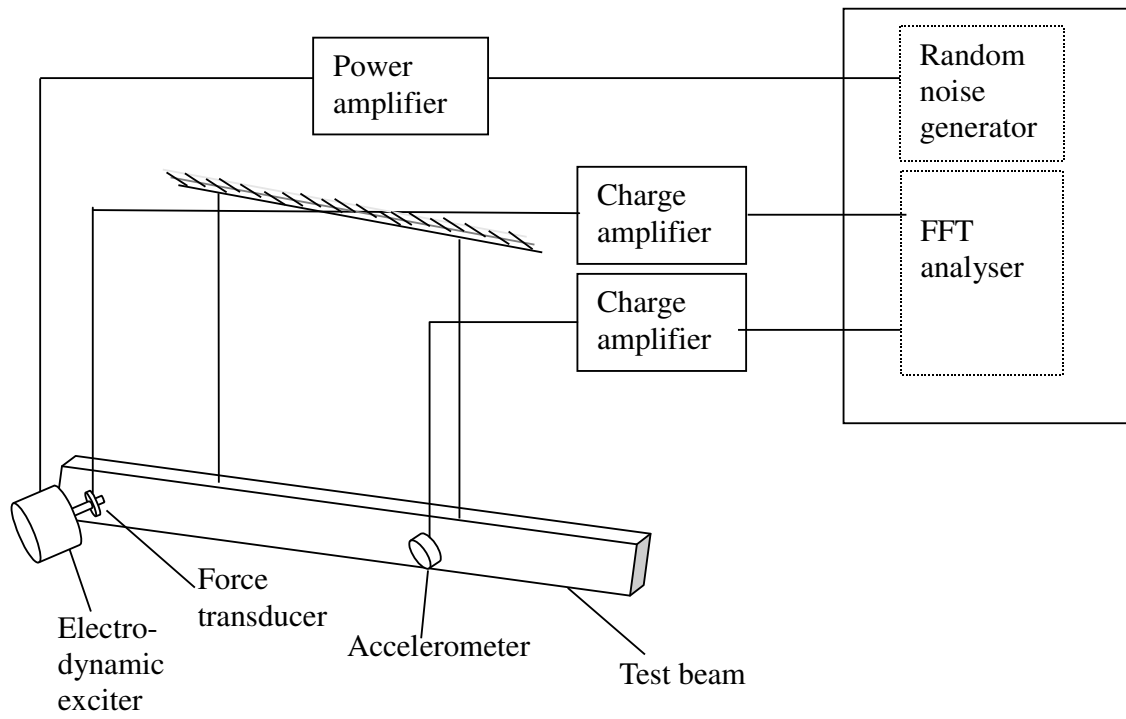 Power
amplifier
Random
noise
generator
Charge
amplifier
FFT
analyser
Charge
amplifier
Force
transducer
Electro-
dynamic
exciter
Accelerometer
Test beam